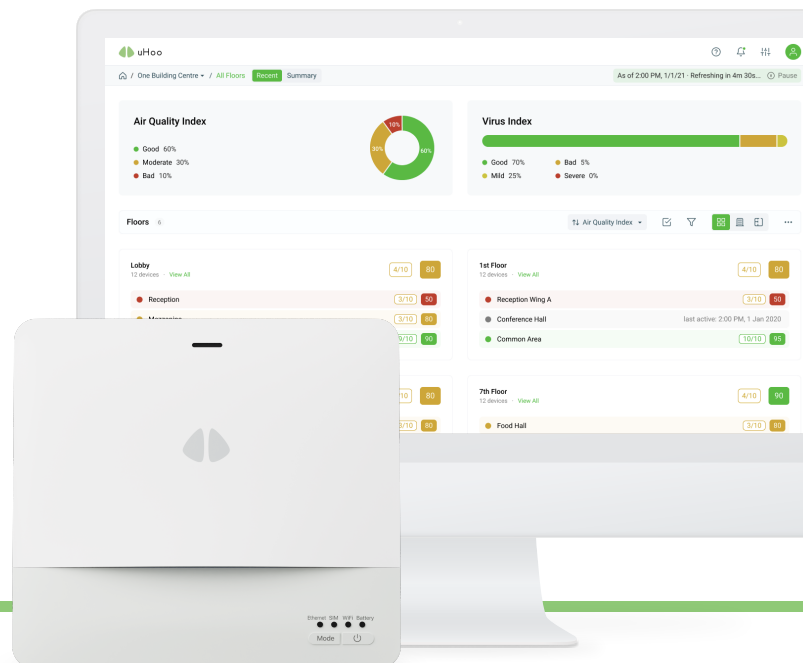 uHoo
One Building Centre / All Floors Recent Summary
As of 2:00 PM, 1/1/21 · Refreshing in 4m 30s... Pause
Air Quality Index
Good 60%
Moderate 30%
Bad 10%
10%
30%
60%
Virus Index
Good 70%
Bad 5%
Mild 25%
Severe 0%
Floors 6
Air Quality Index
Lobby
4/10 80
12 devices · View All
Reception 3/10 50
3/10 60
9/10 90
1st Floor
4/10 80
12 devices · View All
Reception Wing A 3/10 50
Conference Hall last active: 2:00 PM, 1 Jan 2020
Common Area 10/10 95
/10 80
3/10 80
7th Floor
4/10 90
12 devices · View All
Food Hall 3/10 80
Ethernet SIM WiFi Battery
Mode